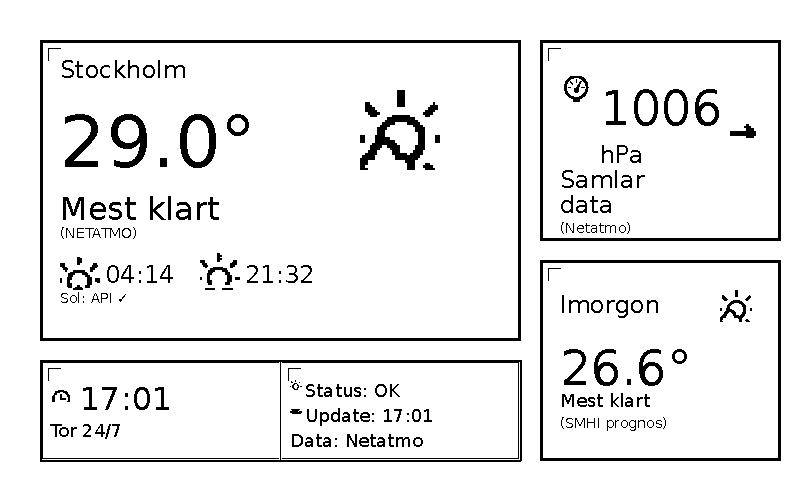 Stockholm
29.0°
Mest klart
(NETATMO)
04:14 21:32
Sol: API ✓
1006
hPa
Samlar
data
(Netatmo)
Imorgon
26.6°
Mest klart
(SMHI prognos)
17:01
Tor 24/7
Status: OK
Update: 17:01
Data: Netatmo